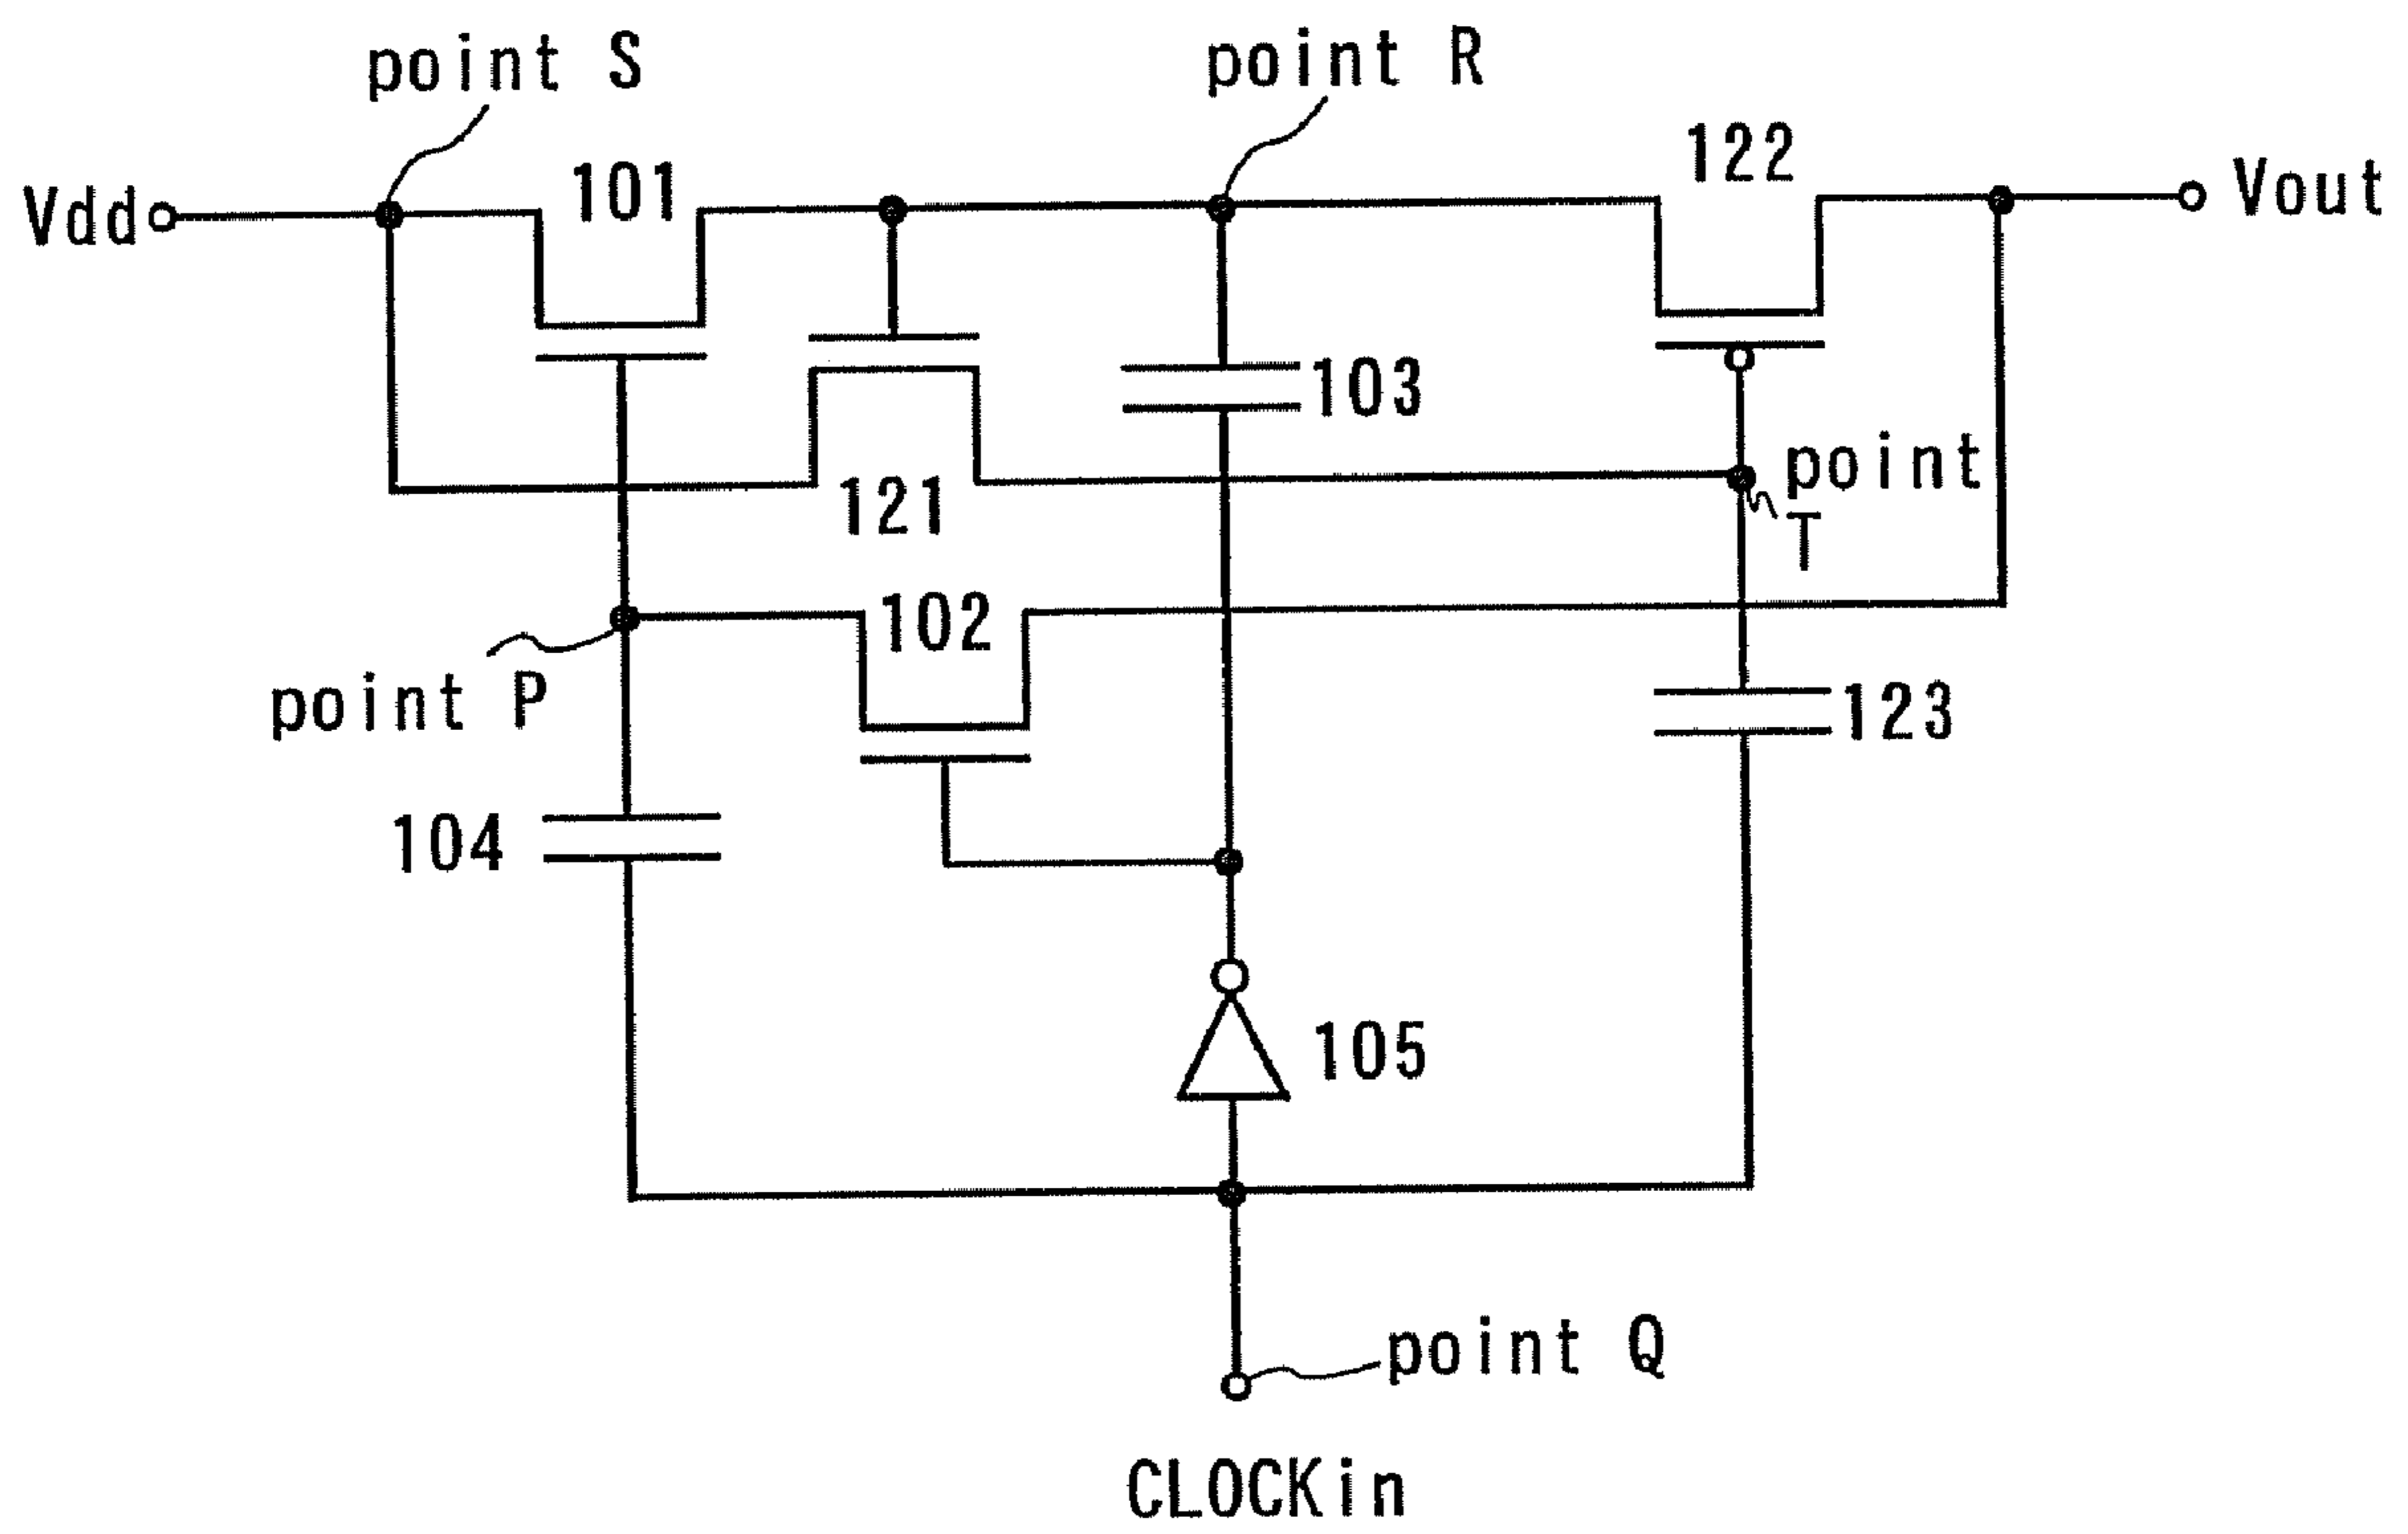 point S
point R
101
122
Vdd
Vout
103
point
T
121
102
point P
123
104
105
point Q
CLOCKin